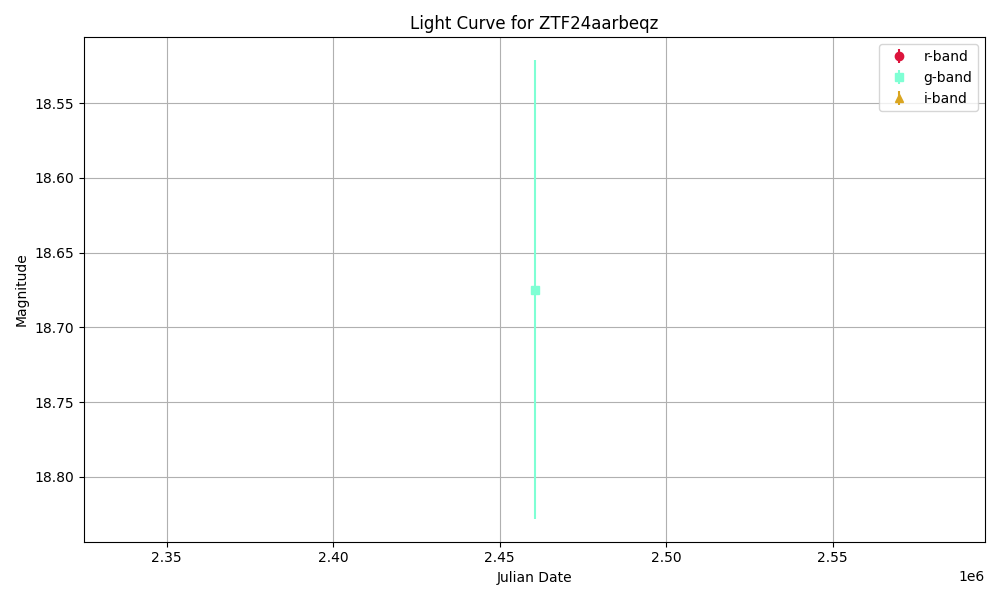 Light Curve for ZTF24aarbeqz
r-band
g-band
i-band
Magnitude
18.55
18.60
18.65
18.70
18.75
18.80
2.35
2.40
2.45
2.50
2.55
1e6
Julian Date